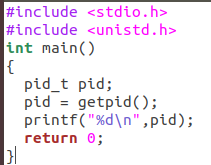 #include <stdio.h>
#include <unistd.h>
int main()
{
  pid_t pid;
  pid = getpid();
  printf("%d\n",pid);
  return 0;
}